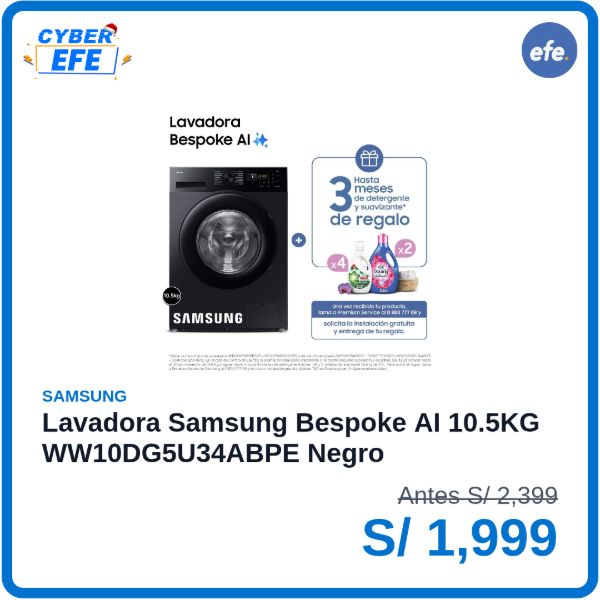 CYBER
EFE
efe.
Lavadora
Bespoke AI
Hasta
3 meses
de detergente
y suavizante*
de regalo
+
x4
x2
Downy
10.5kg
SAMSUNG
Una vez recibido tu producto,
llama a Premium Service al 0 800 777 08 y
solicita la instalación gratuita
y entrega de tu regalo.
SAMSUNG
Lavadora Samsung Bespoke AI 10.5KG
WW10DG5U34ABPE Negro
Antes S/ 2,399
S/ 1,999